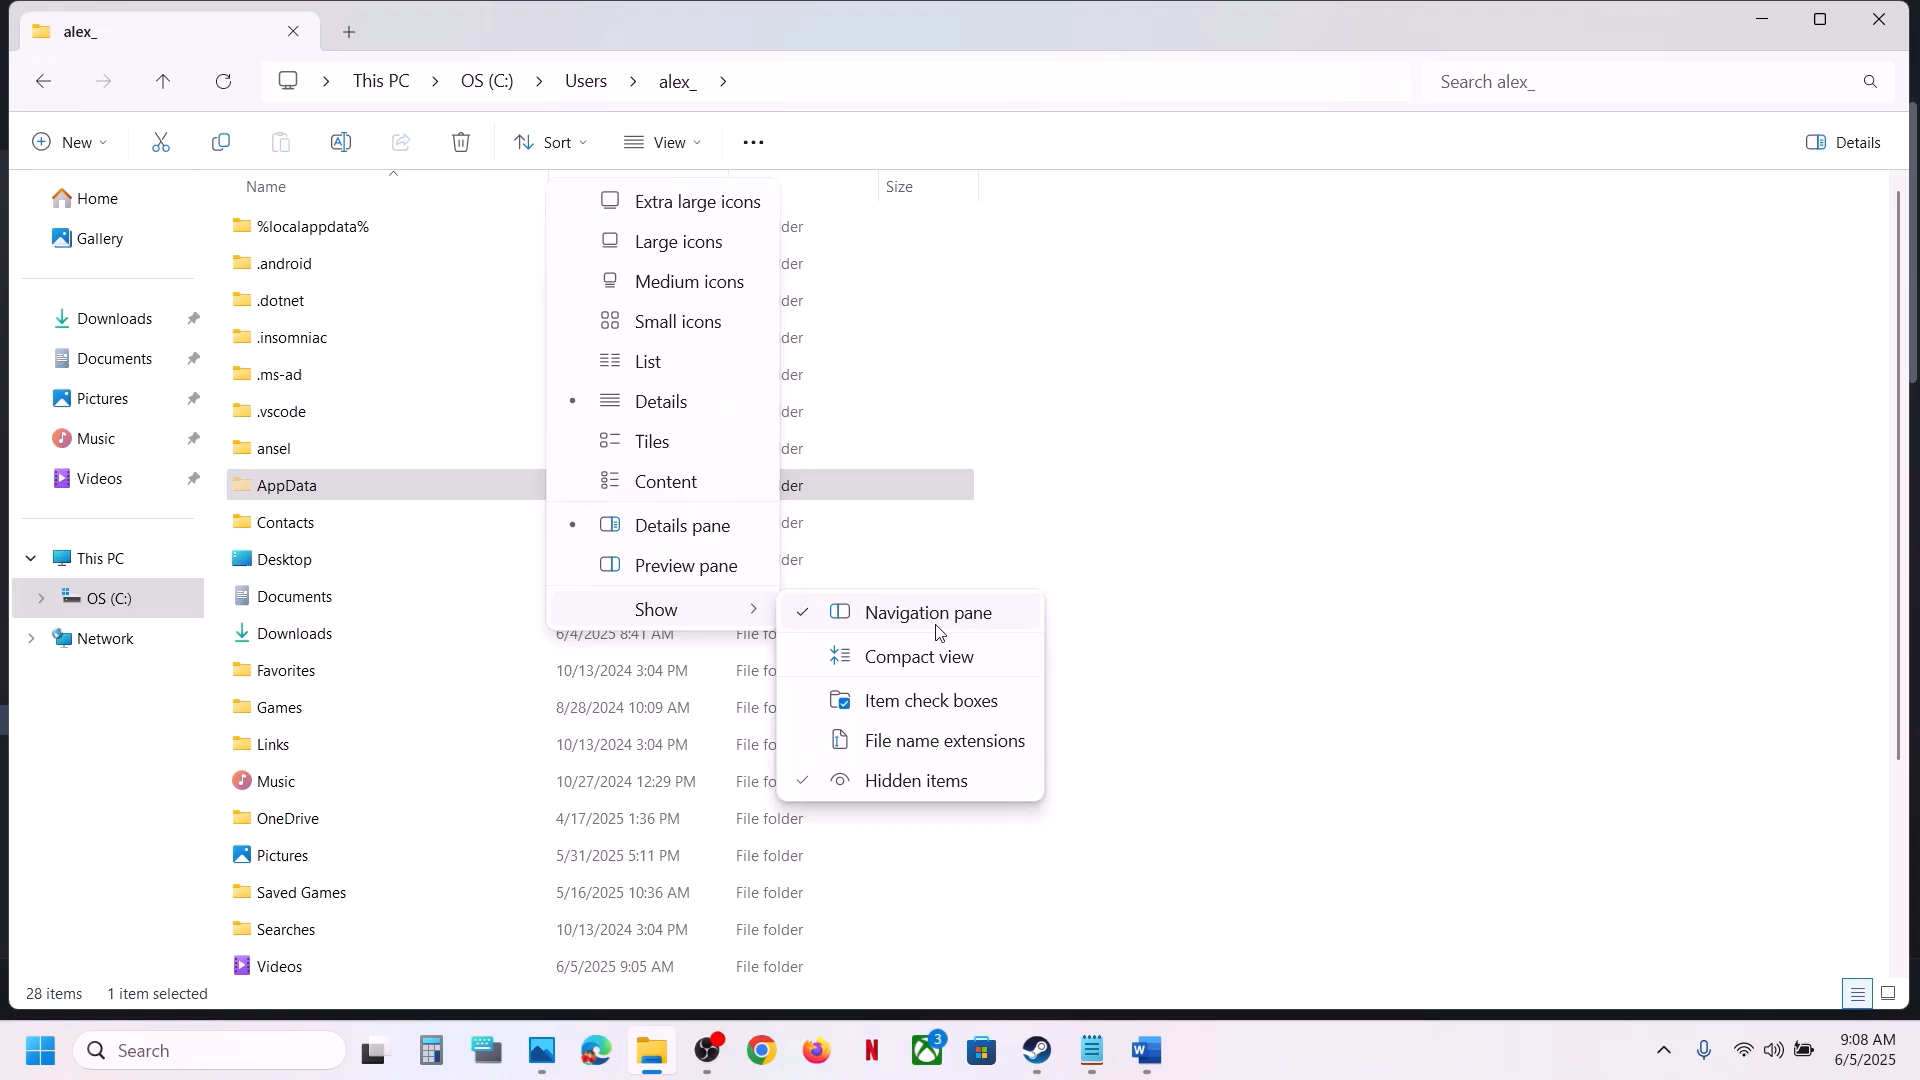 alex_
This PC
OS (C:)
Users
alex_
Search alex_
New
Sort
View
Details
Home
Gallery
Downloads
Documents
Pictures
Music
Videos
This PC
OS (C:)
Network
Name
Size
%localappdata%
der
.android
der
.dotnet
der
.insomniac
der
.ms-ad
der
.vscode
der
ansel
der
AppData
der
Contacts
der
Desktop
der
Documents
Downloads
6/4/2025 8:41 AM
File fo
Favorites
10/13/2024 3:04 PM
File fo
Games
8/28/2024 10:09 AM
File fo
Links
10/13/2024 3:04 PM
File fo
Music
10/27/2024 12:29 PM
File fo
OneDrive
4/17/2025 1:36 PM
File folder
Pictures
5/31/2025 5:11 PM
File folder
Saved Games
5/16/2025 10:36 AM
File folder
Searches
10/13/2024 3:04 PM
File folder
Videos
6/5/2025 9:05 AM
File folder
Extra large icons
Large icons
Medium icons
Small icons
List
Details
Tiles
Content
Details pane
Preview pane
Show
Navigation pane
Compact view
Item check boxes
File name extensions
Hidden items
28 items
1 item selected
Search
3
9:08 AM
6/5/2025